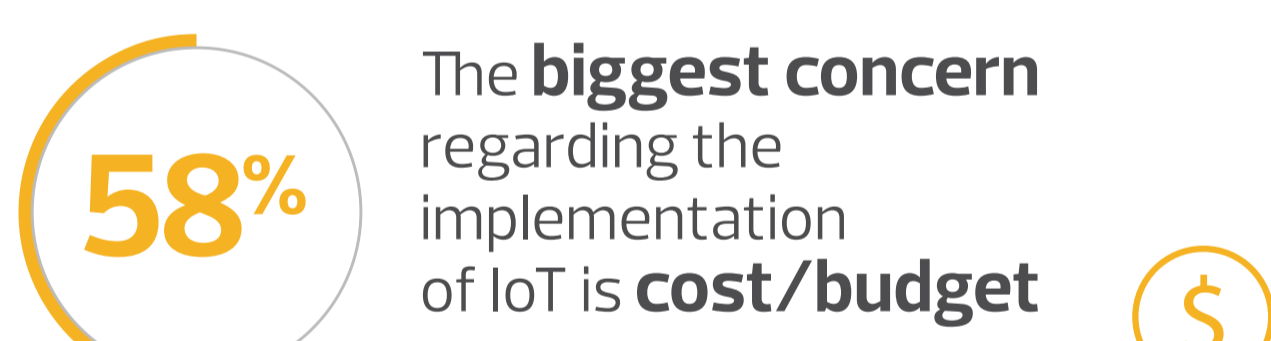 58%
The biggest concern
regarding the
implementation
of IoT is cost/budget
$